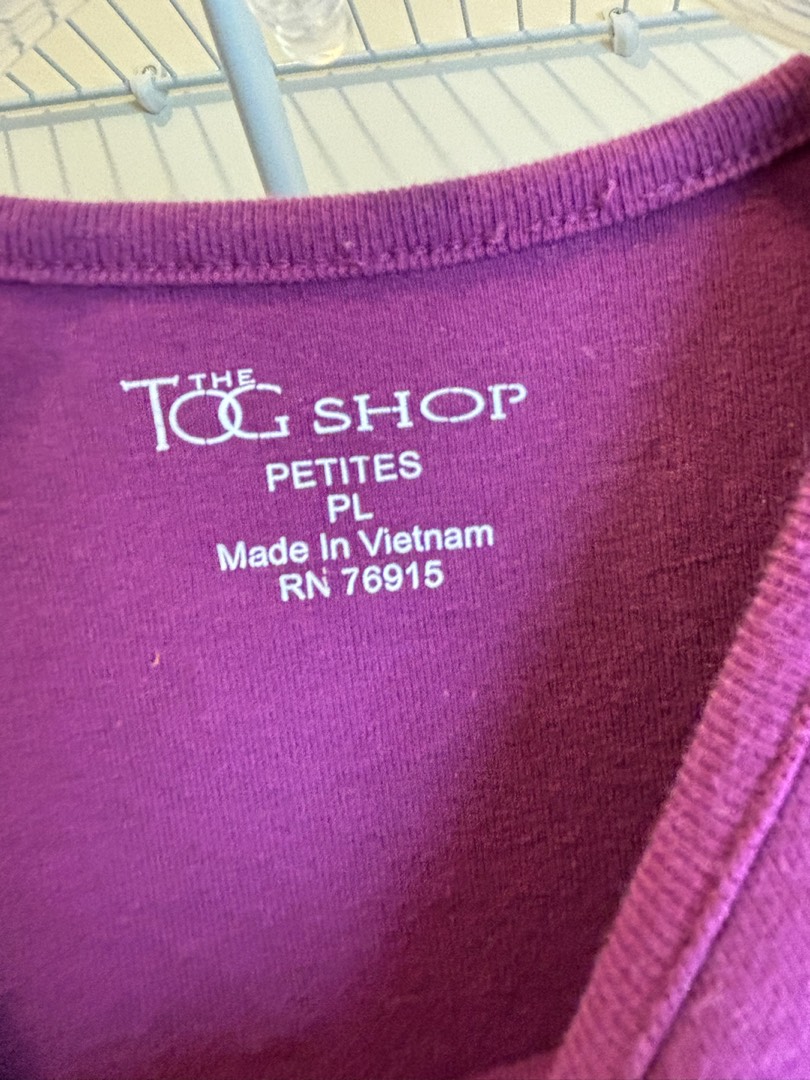 THE
TOG SHOP
PETITES
PL
Made In Vietnam
RN 76915